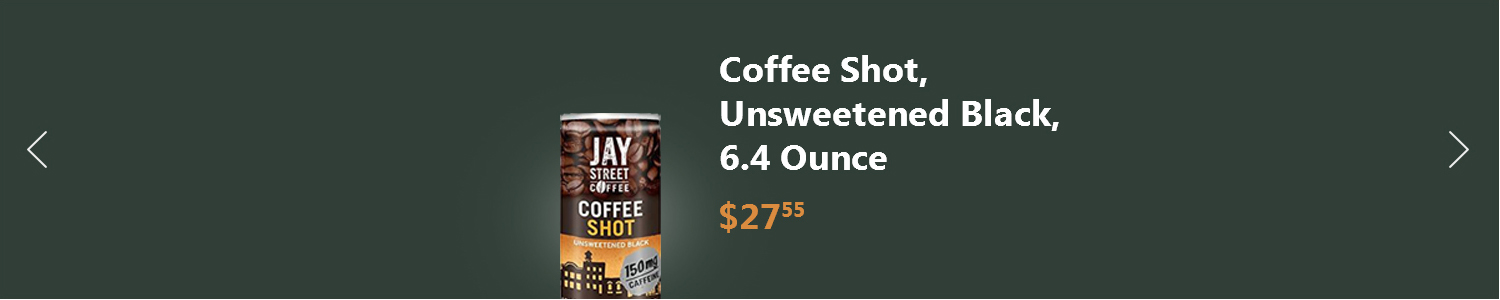 Coffee Shot,
Unsweetened Black,
6.4 Ounce
$2755
JAY
STREET
COFFEE
COFFEE
SHOT
UNSWEETENED BLACK
150mg
CAFFEINE